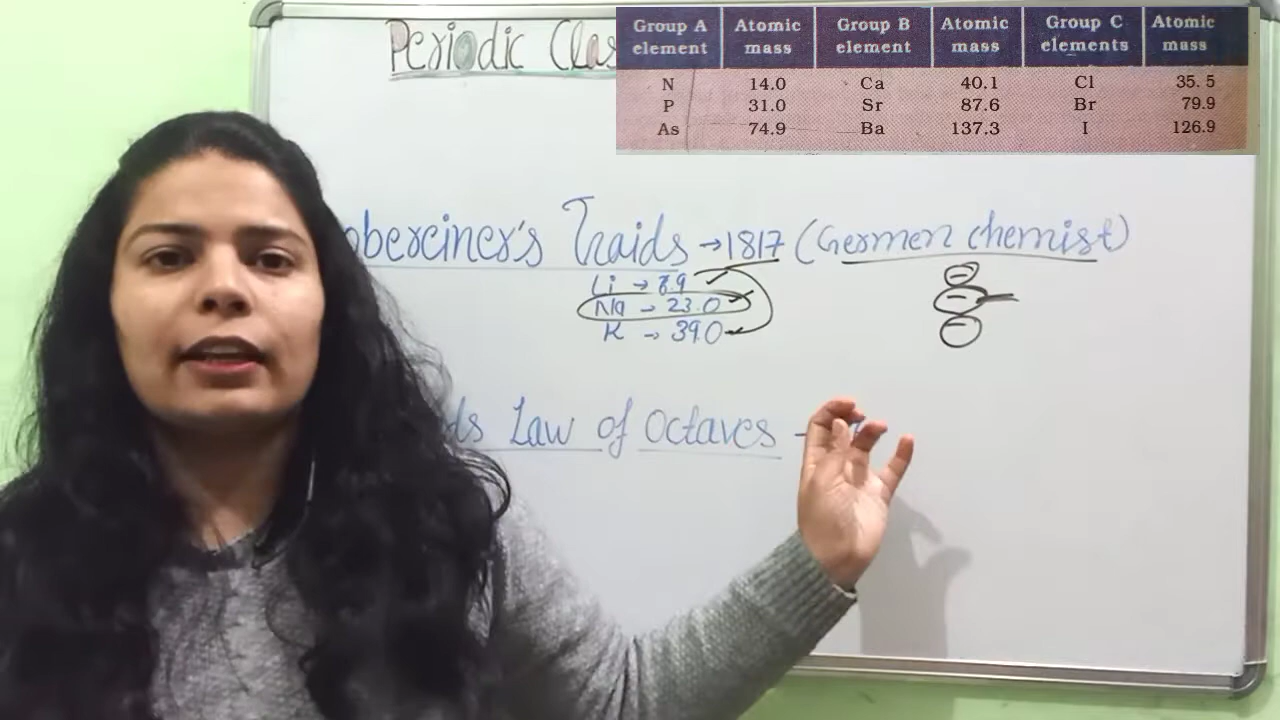 Periodic
Group A element | Atomic mass | Group B element | Atomic mass | Group C elements | Atomic mass
N 14.0 Ca 40.1 Cl 35.5
P 31.0 Sr 87.6 Br 79.9
As 74.9 Ba 137.3 I 126.9
obereiner's Traids → 1817 (Germen chemist)
Li → 6.9
Na → 23.0
K → 39.0
ds Law of Octaves -